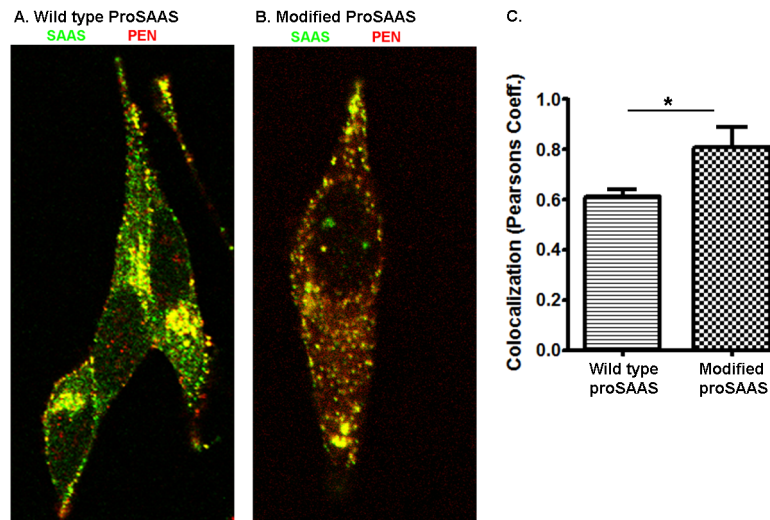 A. Wild type ProSAAS
SAAS PEN
B. Modified ProSAAS
SAAS PEN
C.
*
Colocalization (Pearsons Coeff.)
1.0
0.8
0.6
0.4
0.2
0.0
Wild type
proSAAS
Modified
proSAAS